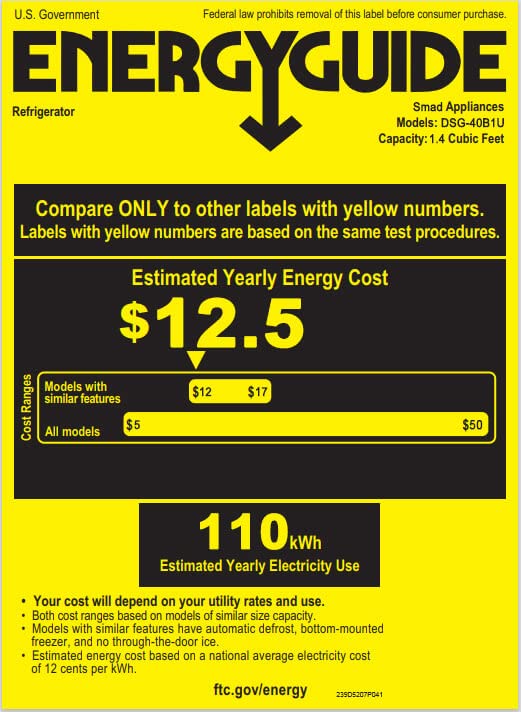 U.S. Government
Federal law prohibits removal of this label before consumer purchase.
ENERGYGUIDE
Refrigerator
Smad Appliances
Models: DSG-40B1U
Capacity: 1.4 Cubic Feet
Compare ONLY to other labels with yellow numbers.
Labels with yellow numbers are based on the same test procedures.
Estimated Yearly Energy Cost
$12.5
Cost Ranges
Models with
similar features
$12 $17
All models
$5 $50
110kWh
Estimated Yearly Electricity Use
• Your cost will depend on your utility rates and use.
• Both cost ranges based on models of similar size capacity.
• Models with similar features have automatic defrost, bottom-mounted
freezer, and no through-the-door ice.
• Estimated energy cost based on a national average electricity cost
of 12 cents per kWh.
ftc.gov/energy
239D5207P041